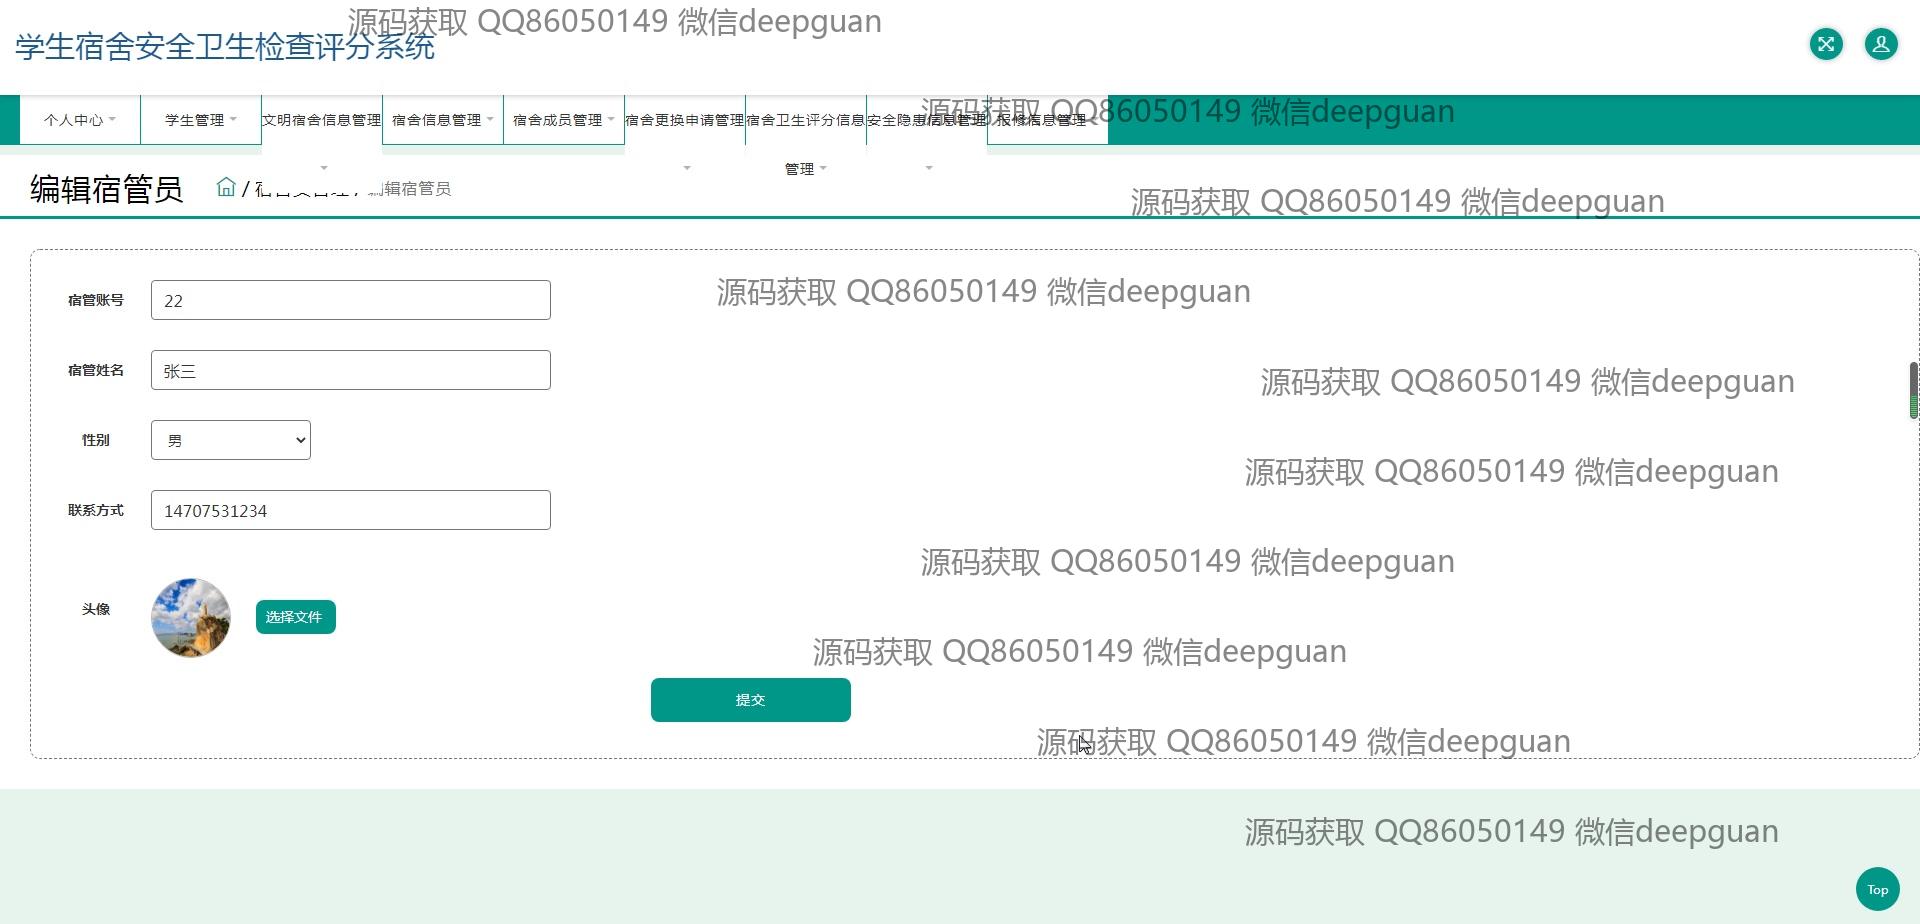 源码获取 QQ86050149 微信deepguan
学生宿舍安全卫生检查评分系统
个人中心
学生管理
文明宿舍信息管理
宿舍信息管理
宿舍成员管理
宿舍更换申请管理
宿舍卫生评分信息管理
安全隐患信息管理
报修信息管理
源码获取 QQ86050149 微信deepguan
编辑宿管员
/
编辑宿管员
源码获取 QQ86050149 微信deepguan
源码获取 QQ86050149 微信deepguan
宿管账号 22
宿管姓名 张三
源码获取 QQ86050149 微信deepguan
性别 男
源码获取 QQ86050149 微信deepguan
联系方式 14707531234
源码获取 QQ86050149 微信deepguan
头像 选择文件
源码获取 QQ86050149 微信deepguan
提交
源码获取 QQ86050149 微信deepguan
源码获取 QQ86050149 微信deepguan
Top